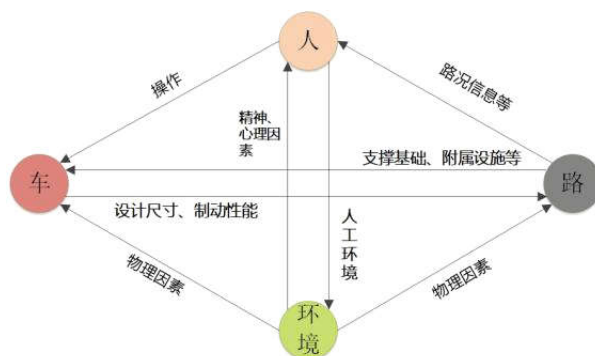 人
操作
路况信息等
精神、
心理因
素
支撑基础、附属设施等
车
路
设计尺寸、制动性能
人
工
环
境
物理因素
物理因素
环
境